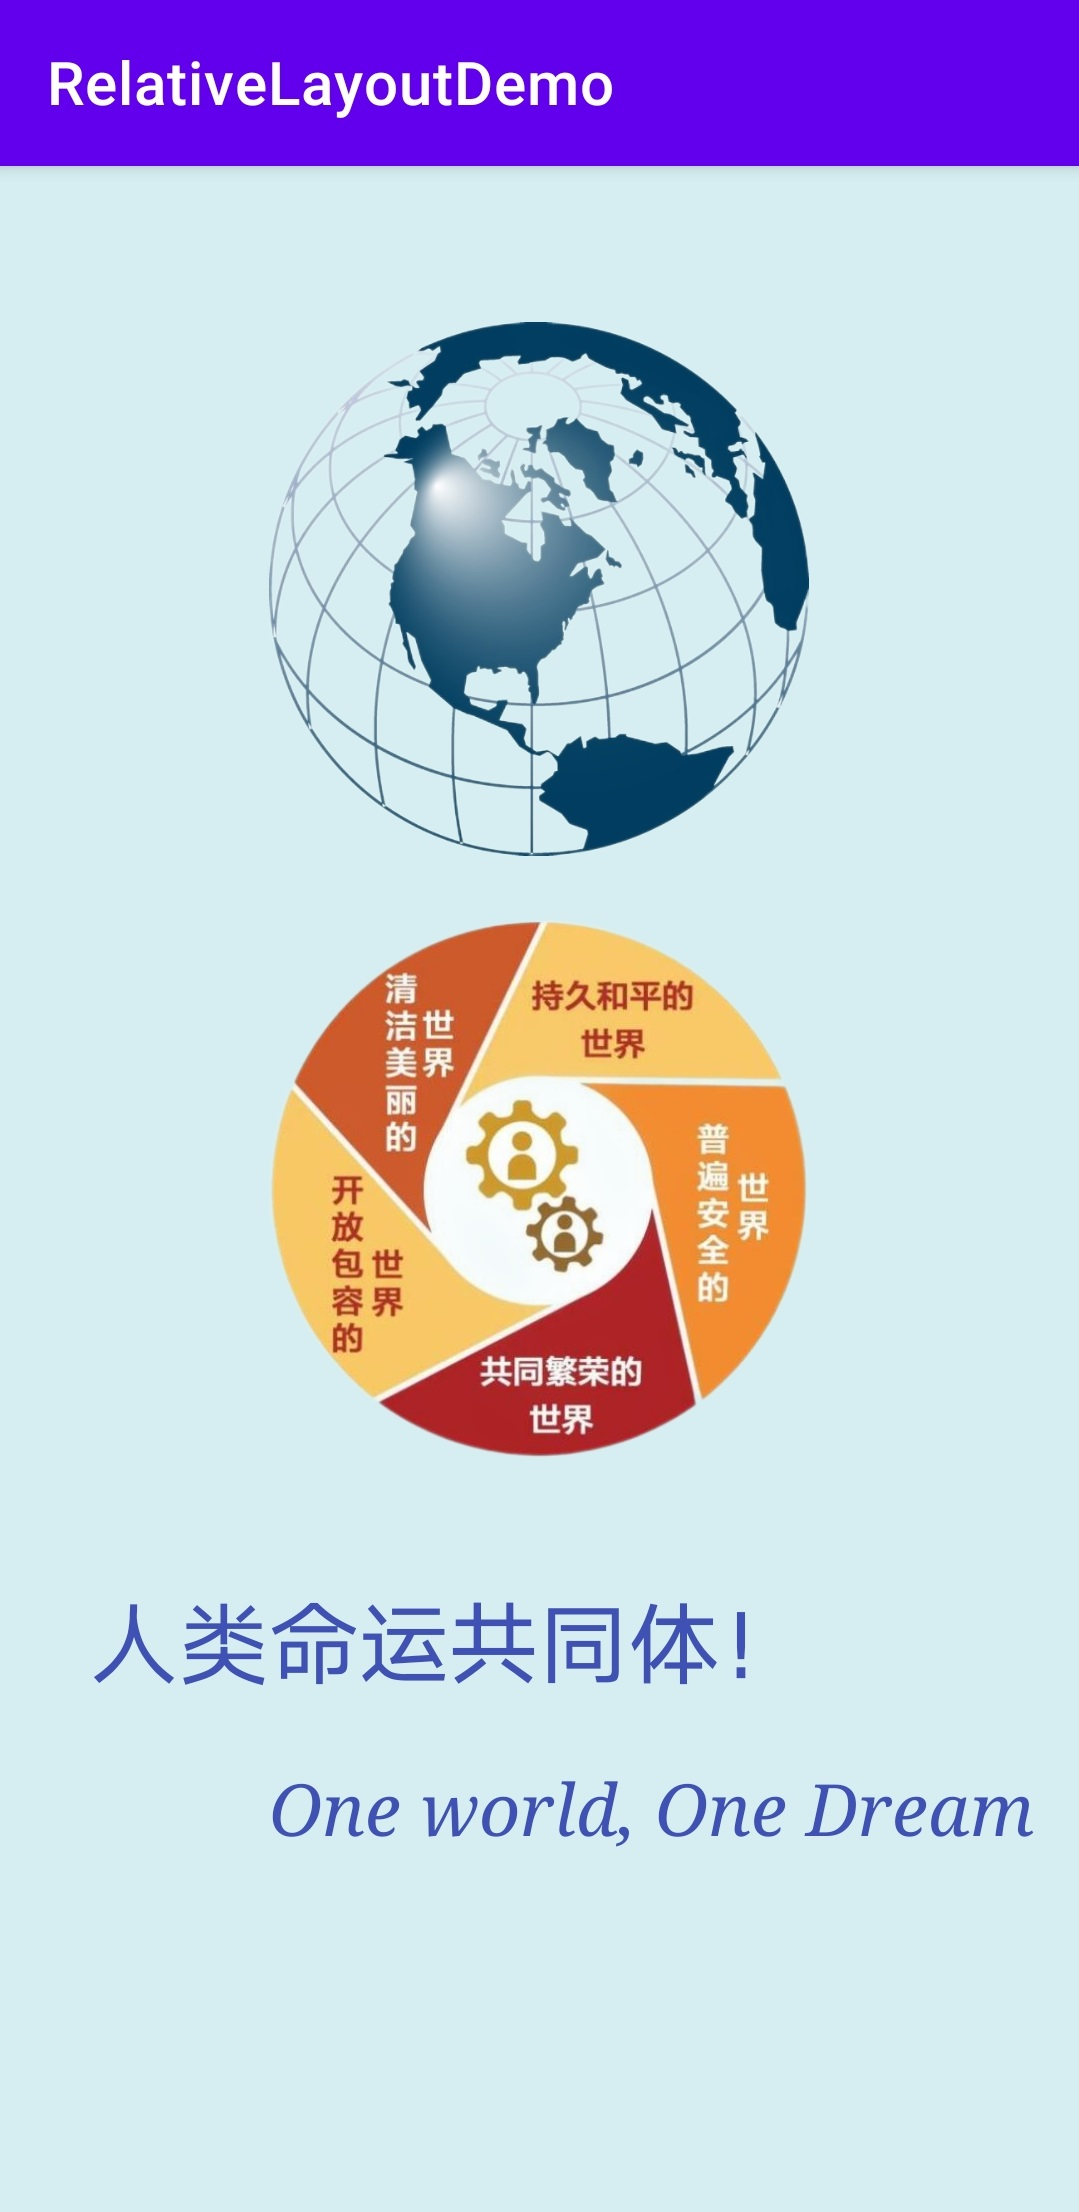 RelativeLayoutDemo
持久和平的
世界
清洁美丽的
世界
普遍安全的
世界
开放包容的
世界
共同繁荣的
世界
人类命运共同体!
One world, One Dream